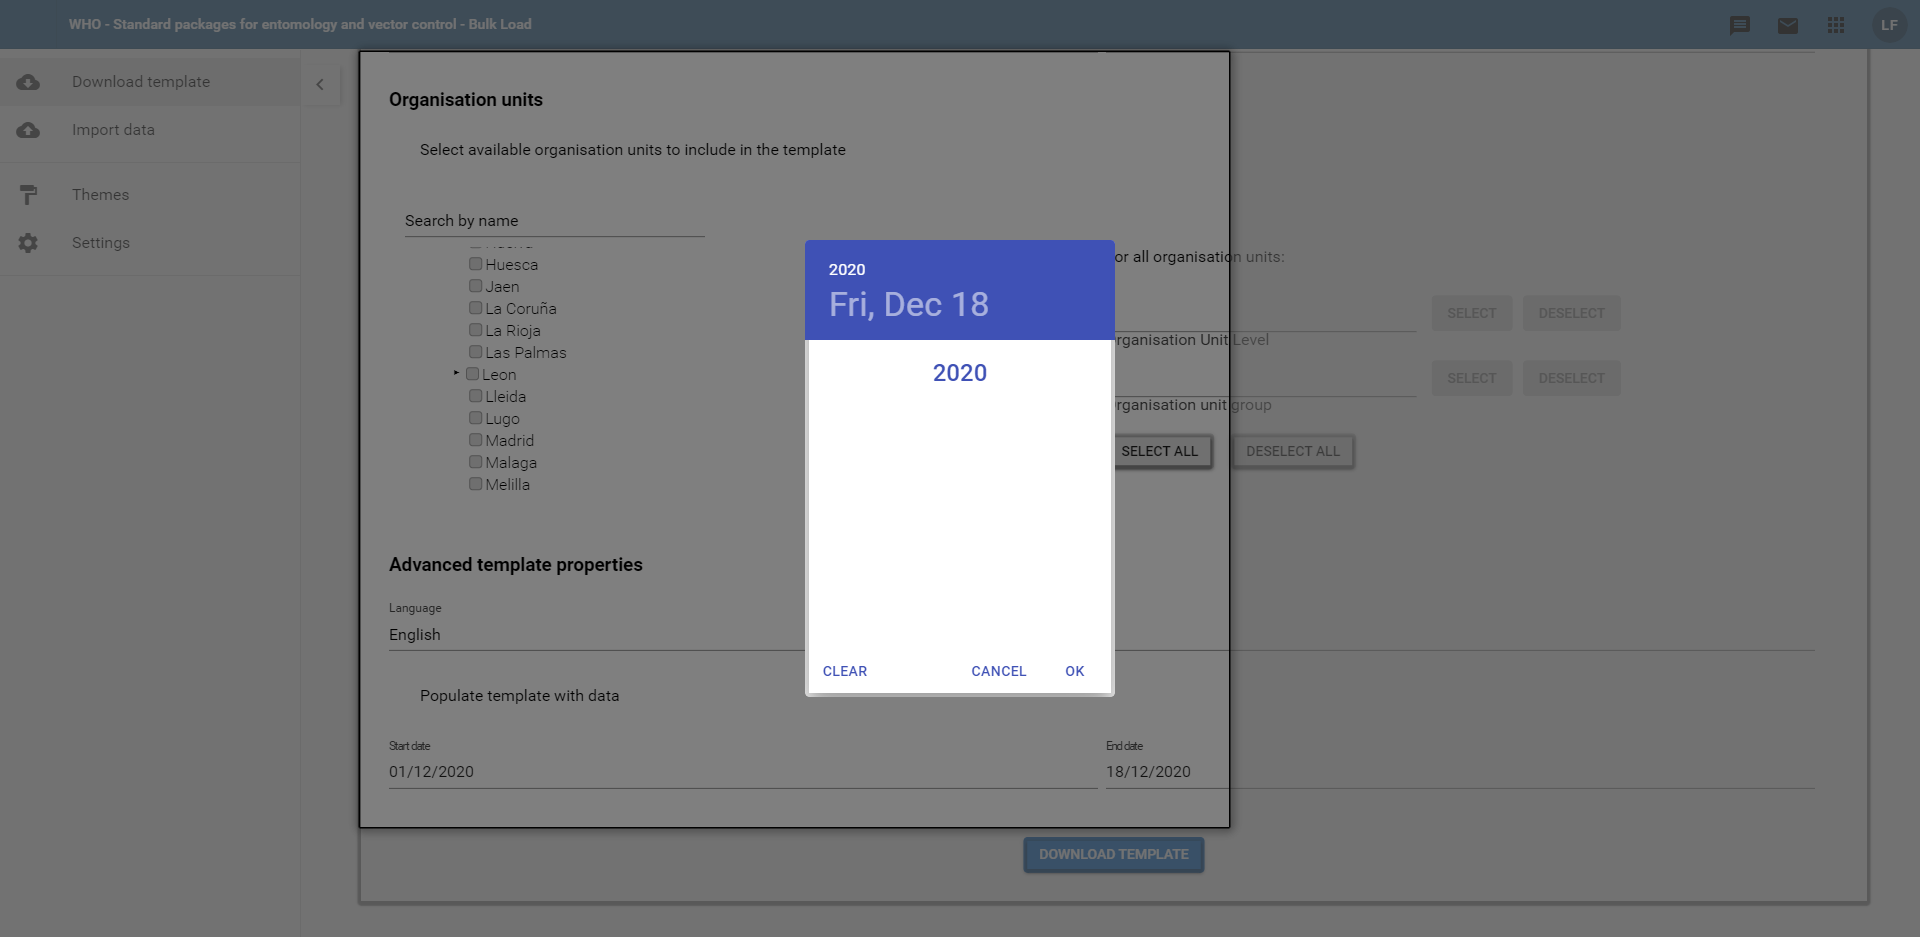 WHO - Standard packages for entomology and vector control - Bulk Load
LF
Download template
Import data
Themes
Settings
Organisation units
Select available organisation units to include in the template
Search by name
Huesca
Jaen
La Coruña
La Rioja
Las Palmas
Leon
Lleida
Lugo
Madrid
Malaga
Melilla
or all organisation units:
SELECT DESELECT
rganisation Unit Level
SELECT DESELECT
rganisation unit group
SELECT ALL DESELECT ALL
2020
Fri, Dec 18
2020
CLEAR CANCEL OK
Advanced template properties
Language
English
Populate template with data
Start date
01/12/2020
End date
18/12/2020
DOWNLOAD TEMPLATE